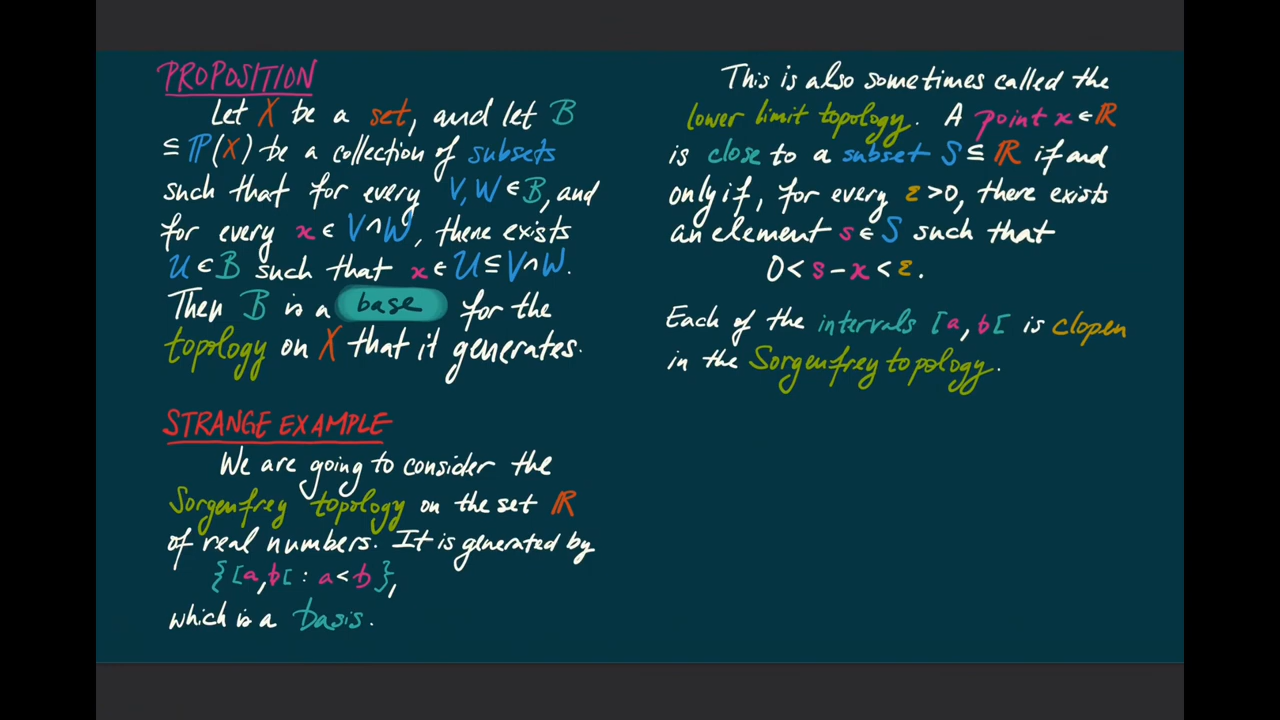 PROPOSITION
Let X be a set, and let B
⊆ ℙ(X) be a collection of subsets
such that for every V, W ∈ B, and
for every x ∈ V∩W, there exists
U ∈ B such that x ∈ U ⊆ V∩W.
Then B is a base for the
topology on X that it generates.
STRANGE EXAMPLE
We are going to consider the
Sorgenfrey topology on the set ℝ
of real numbers. It is generated by
{[a,b[ : a<b},
which is a basis.
This is also sometimes called the
lower limit topology. A point x ∈ ℝ
is close to a subset S ⊆ ℝ if and
only if, for every ε>0, there exists
an element s ∈ S such that
0 < s - x < ε.
Each of the intervals [a, b[ is clopen
in the Sorgenfrey topology.